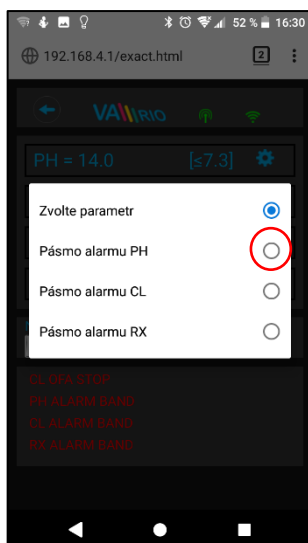 52 % 16:30
192.168.4.1/exact.html 2
VA RIO
PH = 14.0 [≤7.3]
Zvolte parametr
Pásmo alarmu PH
Pásmo alarmu CL
Pásmo alarmu RX
CL OFA STOP
PH ALARM BAND
CL ALARM BAND
RX ALARM BAND